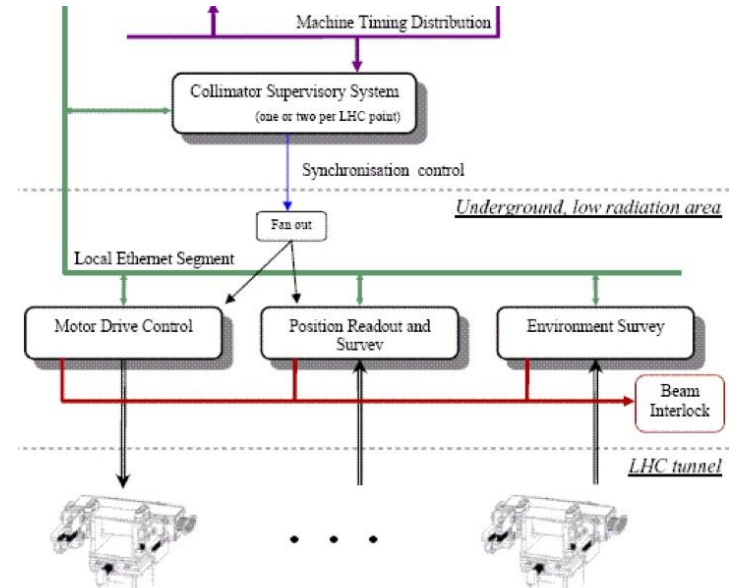 Machine Timing Distribution
Collimator Supervisory System
(one or two per LHC point)
Synchronisation control
Underground, low radiation area
Fan out
Local Ethernet Segment
Motor Drive Control
Position Readout and
Survey
Environment Survey
Beam
Interlock
LHC tunnel